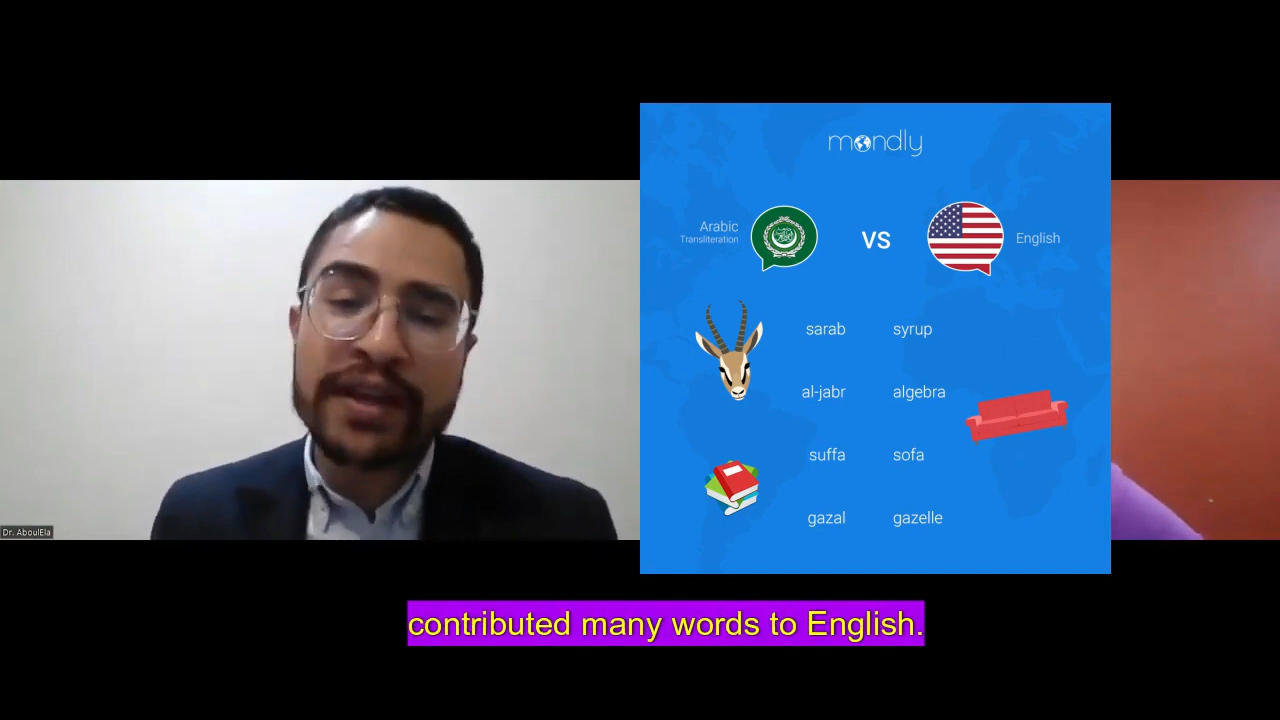 mondly
Arabic
Transliteration
VS
English
sarab syrup
al-jabr algebra
suffa sofa
gazal gazelle
Dr. AboulEla
contributed many words to English.